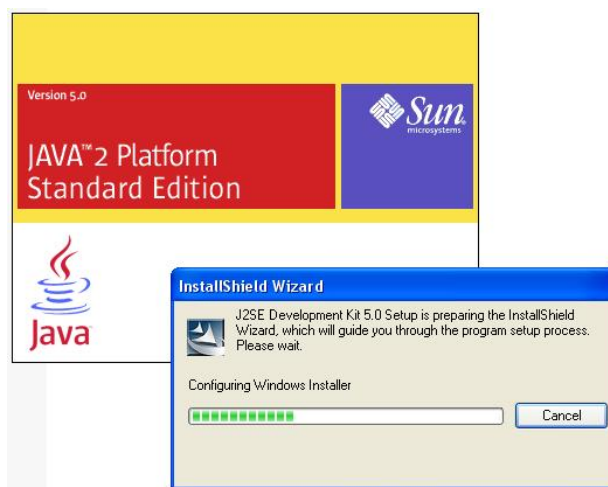 Version 5.0
Sun
microsystems
JAVA™2 Platform
Standard Edition
Java
InstallShield Wizard
J2SE Development Kit 5.0 Setup is preparing the InstallShield
Wizard, which will guide you through the program setup process.
Please wait.
Configuring Windows Installer
Cancel